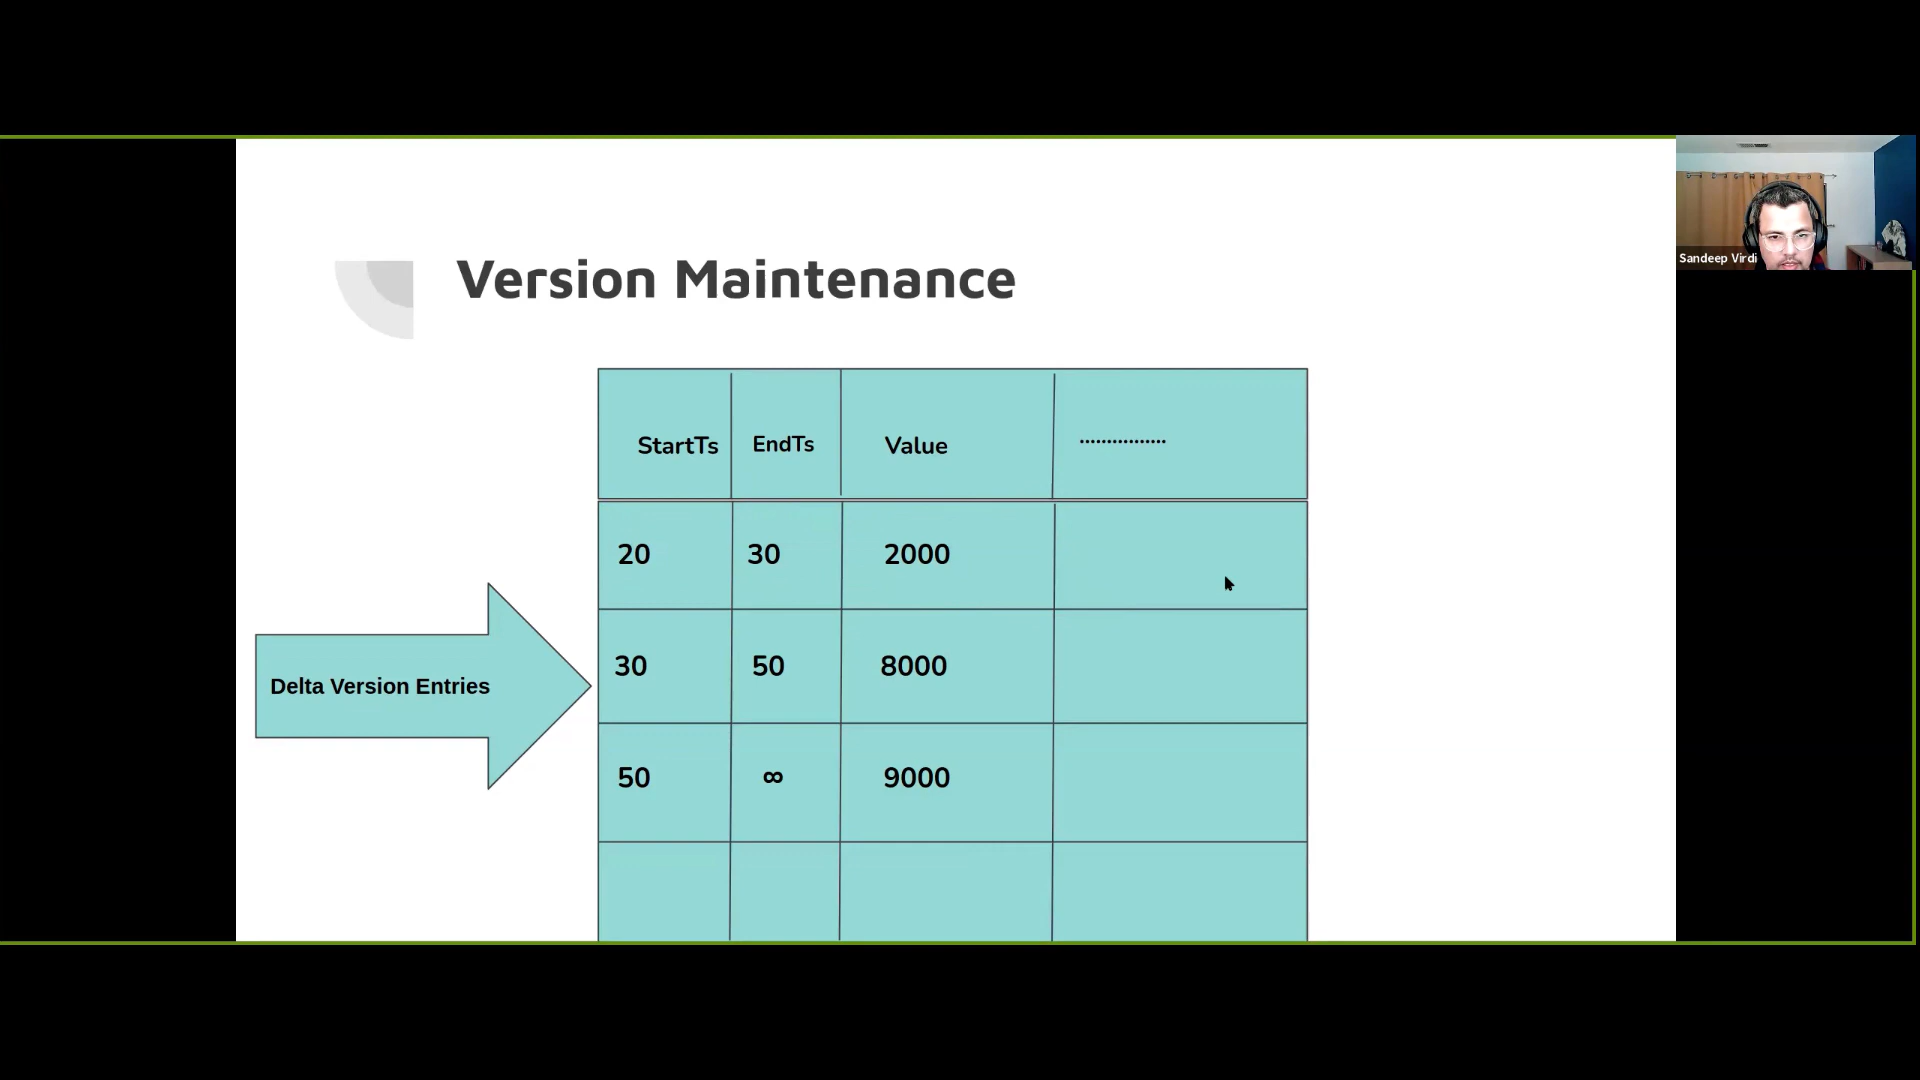 Sandeep Virdi
Version Maintenance
StartTs EndTs Value ................
20 30 2000
30 50 8000
Delta Version Entries
50 ∞ 9000